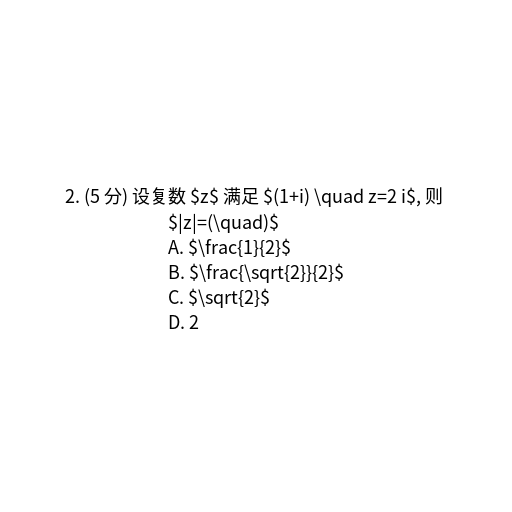 2. (5 分) 设复数 $z$ 满足 $(1+i) \quad z=2 i$, 则
$|z|=(\quad)$
A. $\frac{1}{2}$
B. $\frac{\sqrt{2}}{2}$
C. $\sqrt{2}$
D. 2